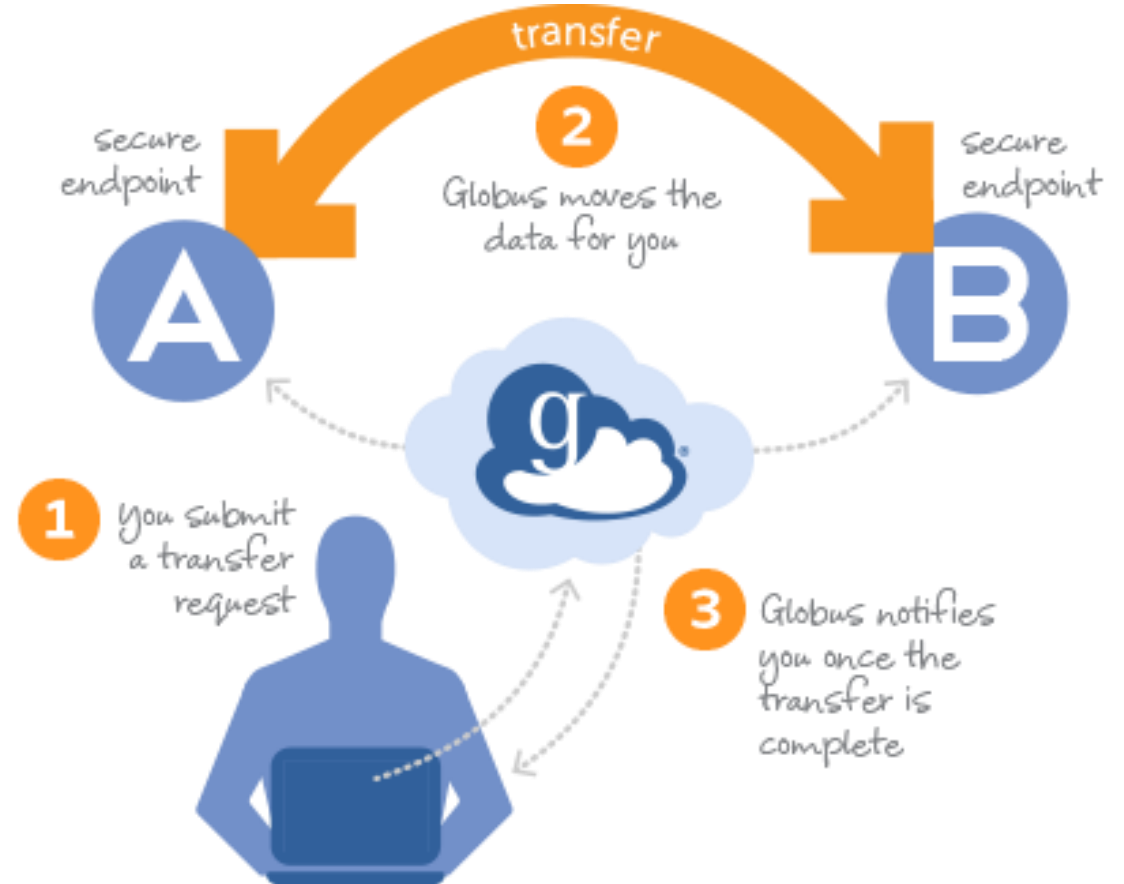 transfer
2
Globus moves the
data for you
secure
endpoint
A
secure
endpoint
B
g
®
1
you submit
a transfer
request
3
Globus notifies
you once the
transfer is
complete